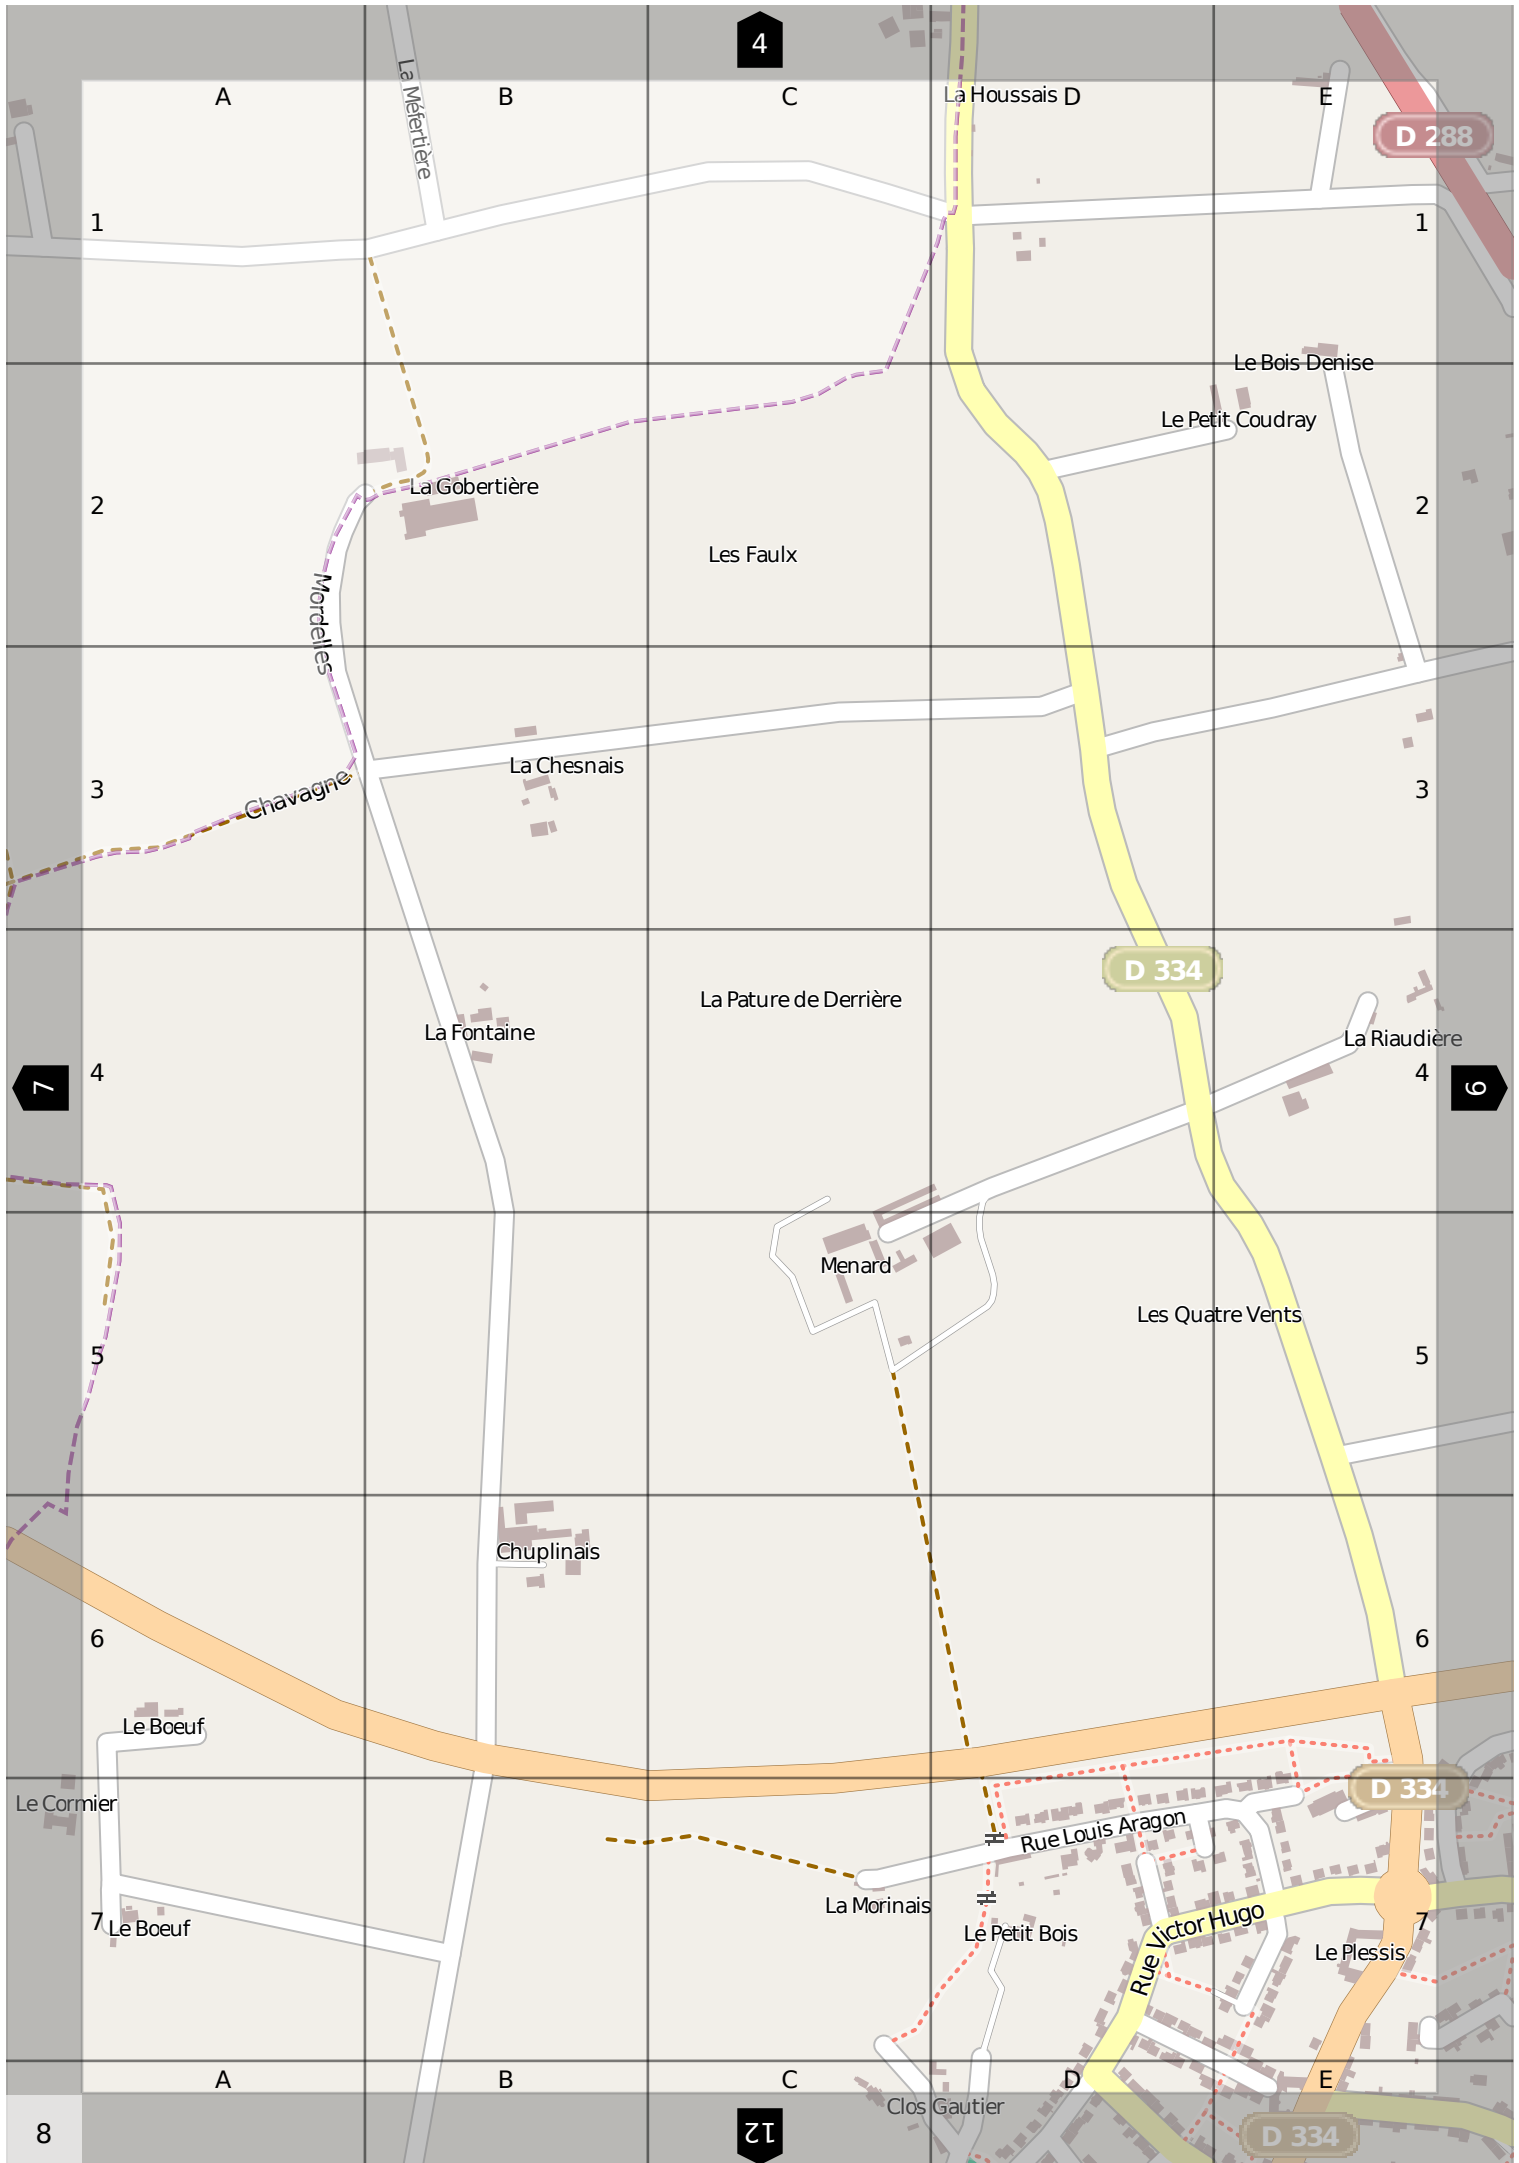 4
La Méfertière
A
B
C
La Houssais
D
E
D 288
1
1
Le Bois Denise
Le Petit Coudray
La Gobertière
2
2
Les Faulx
Mordelles
La Chesnais
3
Chavagne
3
D 334
La Pature de Derrière
La Fontaine
La Riaudière
7
4
4
9
Menard
Les Quatre Vents
5
5
Chuplinais
6
6
Le Boeuf
D 334
Le Cormier
Rue Louis Aragon
La Morinais
7
Le Boeuf
Rue Victor Hugo
Le Petit Bois
7
Le Plessis
A
B
C
D
E
Clos Gautier
8
12
D 334